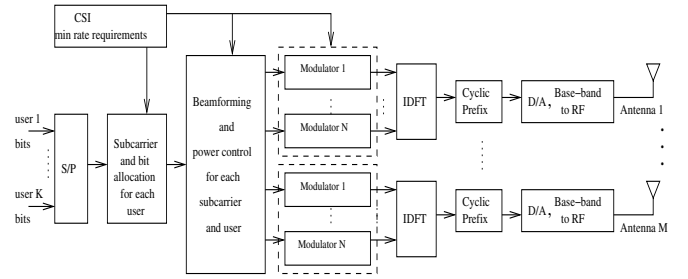 CSI
min rate requirements
user 1
bits
user K
bits
S/P
Subcarrier
and bit
allocation
for each
user
Beamforming
and
power control
for each
subcarrier
and user
Modulator 1
Modulator N
Modulator 1
Modulator N
IDFT
IDFT
Cyclic
Prefix
Cyclic
Prefix
D/A, Base-band
to RF
D/A, Base-band
to RF
Antenna 1
Antenna M